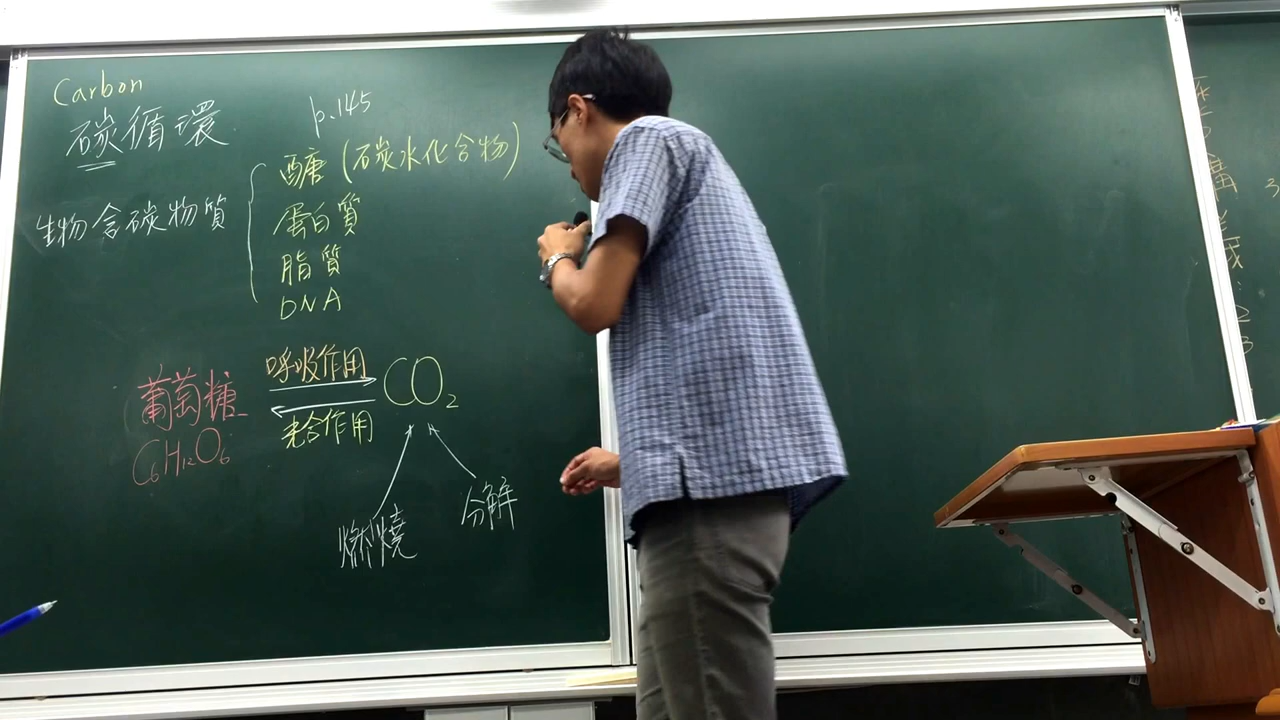 Carbon
碳循環
p.145
生物含碳物質
醣(碳水化合物)
蛋白質
脂質
DNA
葡萄糖
C₆H₁₂O₆
呼吸作用
光合作用
CO₂
燃燒
分解